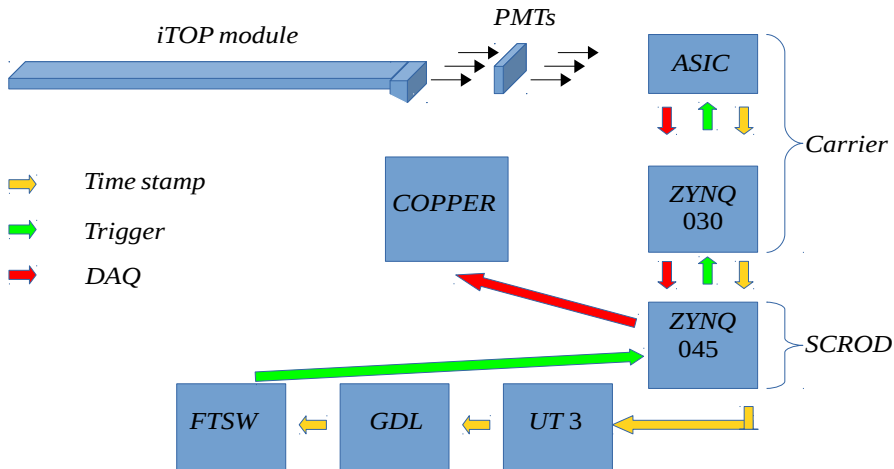 PMTs
iTOP module
ASIC
Carrier
Time stamp
COPPER
ZYNQ
030
Trigger
DAQ
ZYNQ
045
SCROD
FTSW
GDL
UT 3